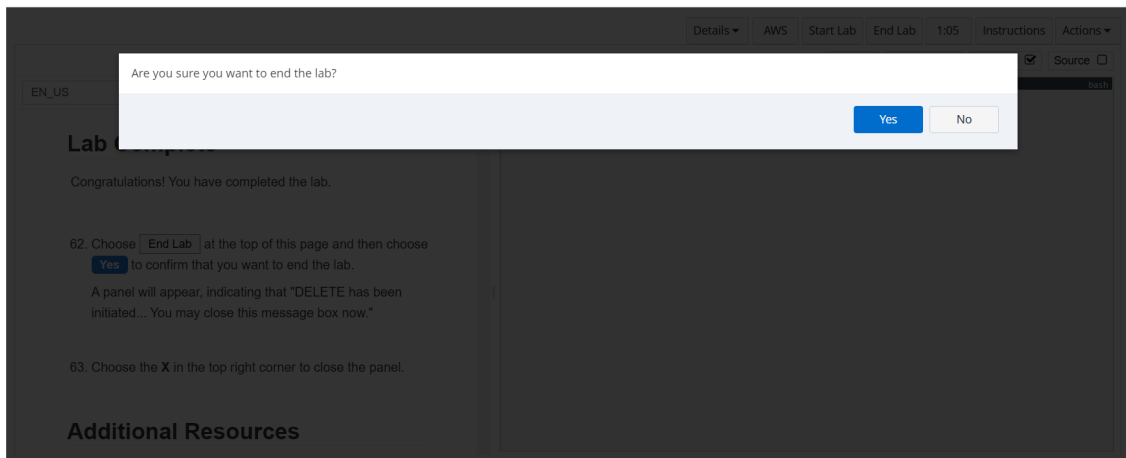 Details AWS Start Lab End Lab 1:05 Instructions Actions
Are you sure you want to end the lab?
Source
EN_US
bash
Yes No
Lab Complete
Congratulations! You have completed the lab.
62. Choose End Lab at the top of this page and then choose
Yes to confirm that you want to end the lab.
A panel will appear, indicating that "DELETE has been
initiated... You may close this message box now."
63. Choose the X in the top right corner to close the panel.
Additional Resources